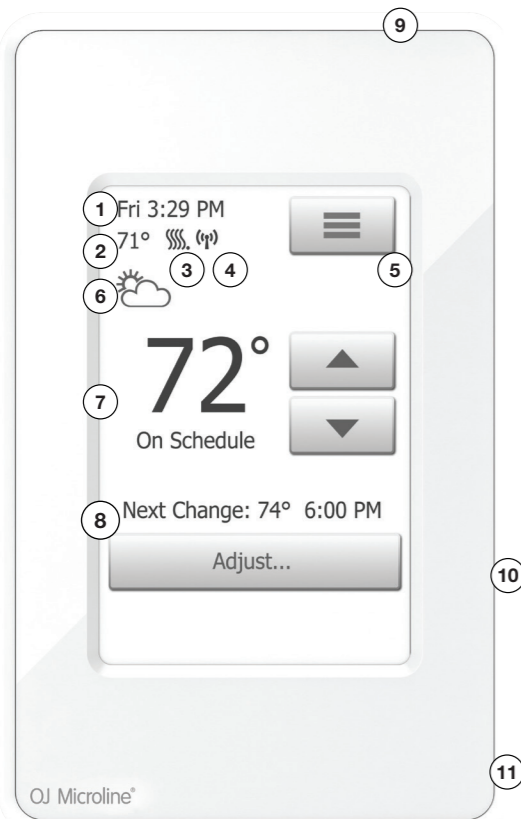 9
1 Fri 3:29 PM
2 71°
3 4 5
6
72°
7
On Schedule
8 Next Change: 74° 6:00 PM
Adjust...
10
11
OJ Microline®